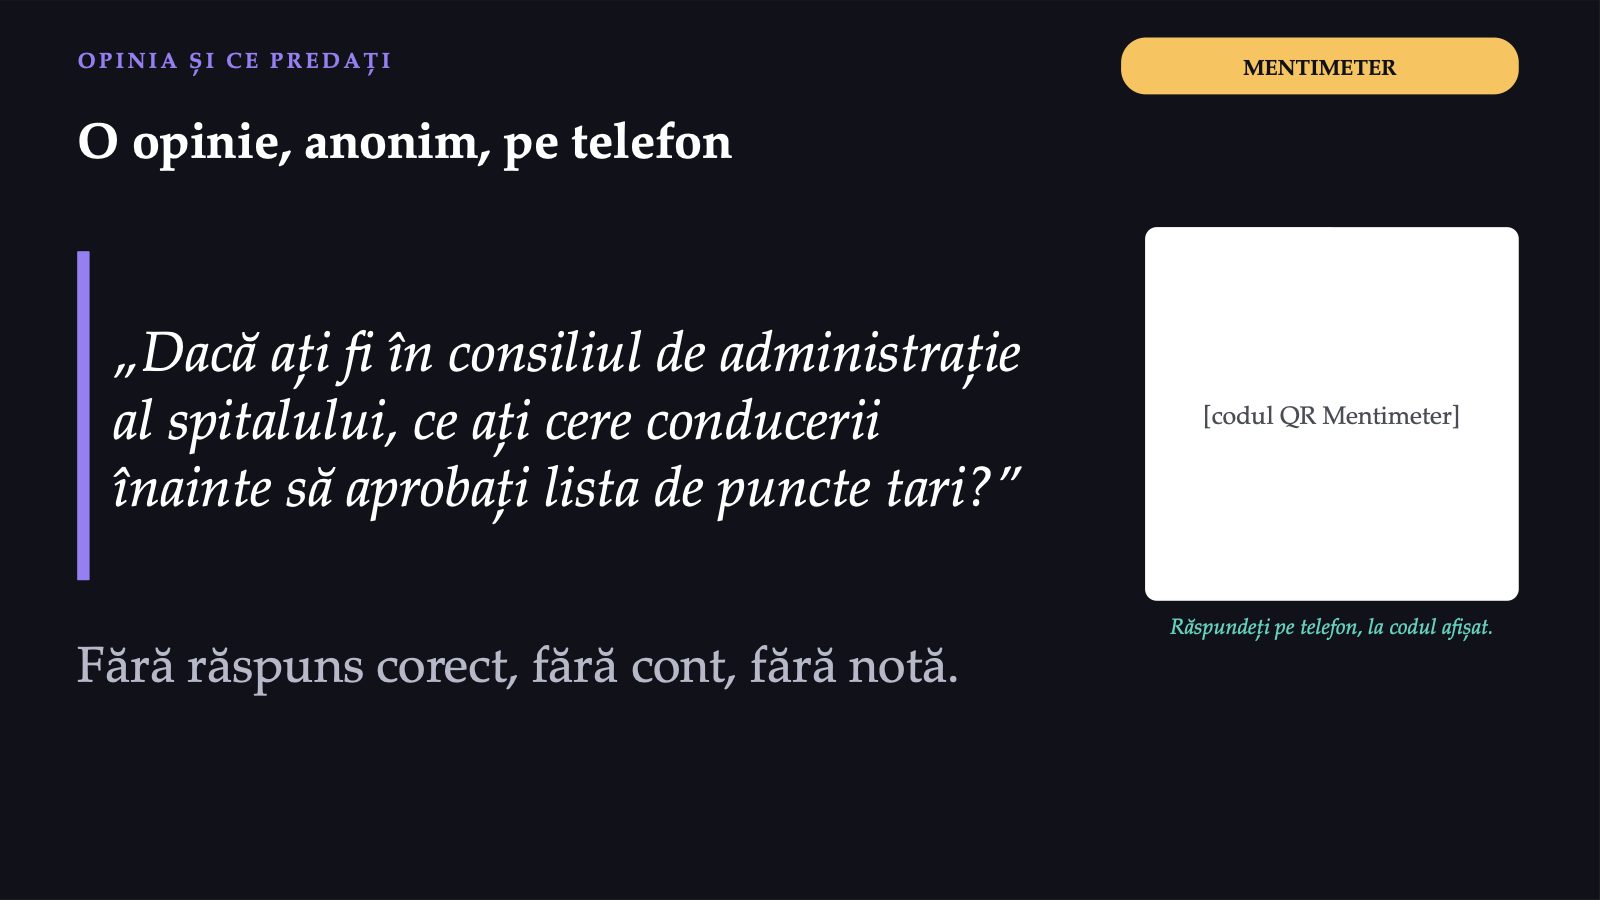 OPINIA ȘI CE PREDAȚI
MENTIMETER
O opinie, anonim, pe telefon
„Dacă ați fi în consiliul de administrație
al spitalului, ce ați cere conducerii
înainte să aprobați lista de puncte tari?”
[codul QR Mentimeter]
Răspundeți pe telefon, la codul afișat.
Fără răspuns corect, fără cont, fără notă.